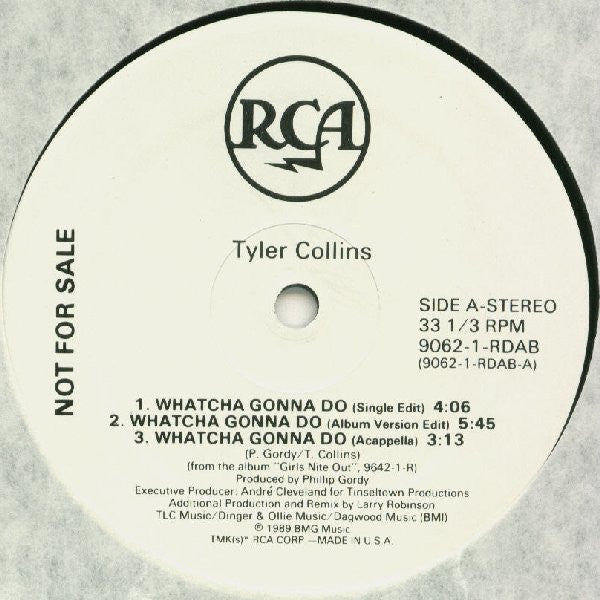 RCA
Tyler Collins
NOT FOR SALE
SIDE A-STEREO
33 1/3 RPM
9062-1-RDAB
(9062-1-RDAB-A)
1. WHATCHA GONNA DO (Single Edit) 4:06
2. WHATCHA GONNA DO (Album Version Edit) 5:45
3. WHATCHA GONNA DO (Acappella) 3:13
(P. Gordy/T. Collins)
(from the album "Girls Nite Out", 9642-1-R)
Produced by Phillip Gordy
Executive Producer: André Cleveland for Tinseltown Productions
Additional Production and Remix by Larry Robinson
TLC Music/Dinger & Ollie Music/Dagwood Music (BMI)
℗ 1989 BMG Music
TMK(s)® RCA CORP.—MADE IN U.S.A.